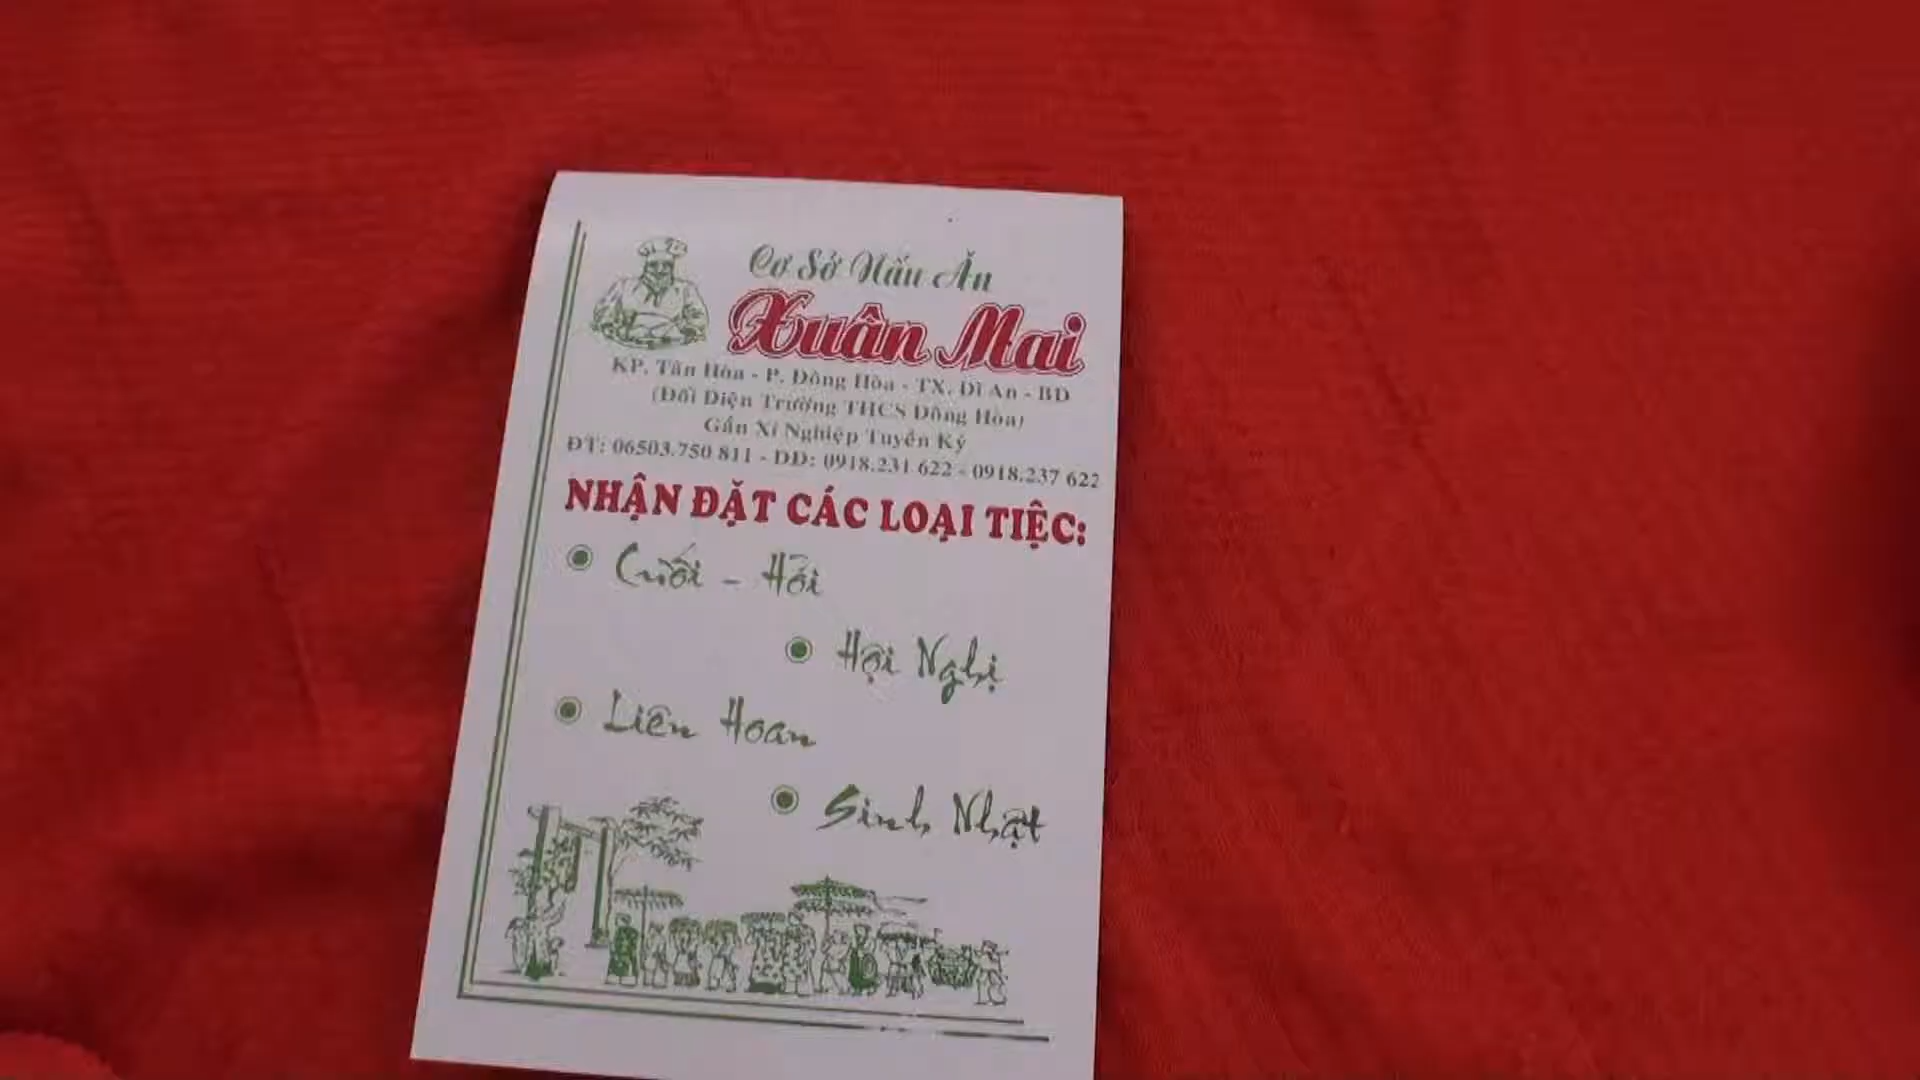 Cơ Sở Nấu Ăn
Xuân Mai
KP. Tân Hòa - P. Đông Hòa - TX. Dĩ An - BD
(Đối Diện Trường THCS Đông Hòa)
Gần Xí Nghiệp Tuyền Ký
ĐT: 06503.750 811 - DD: 0918.231 622 - 0918.237 622
NHẬN ĐẶT CÁC LOẠI TIỆC:
Cưới - Hỏi
Hội Nghị
Liên Hoan
Sinh Nhật